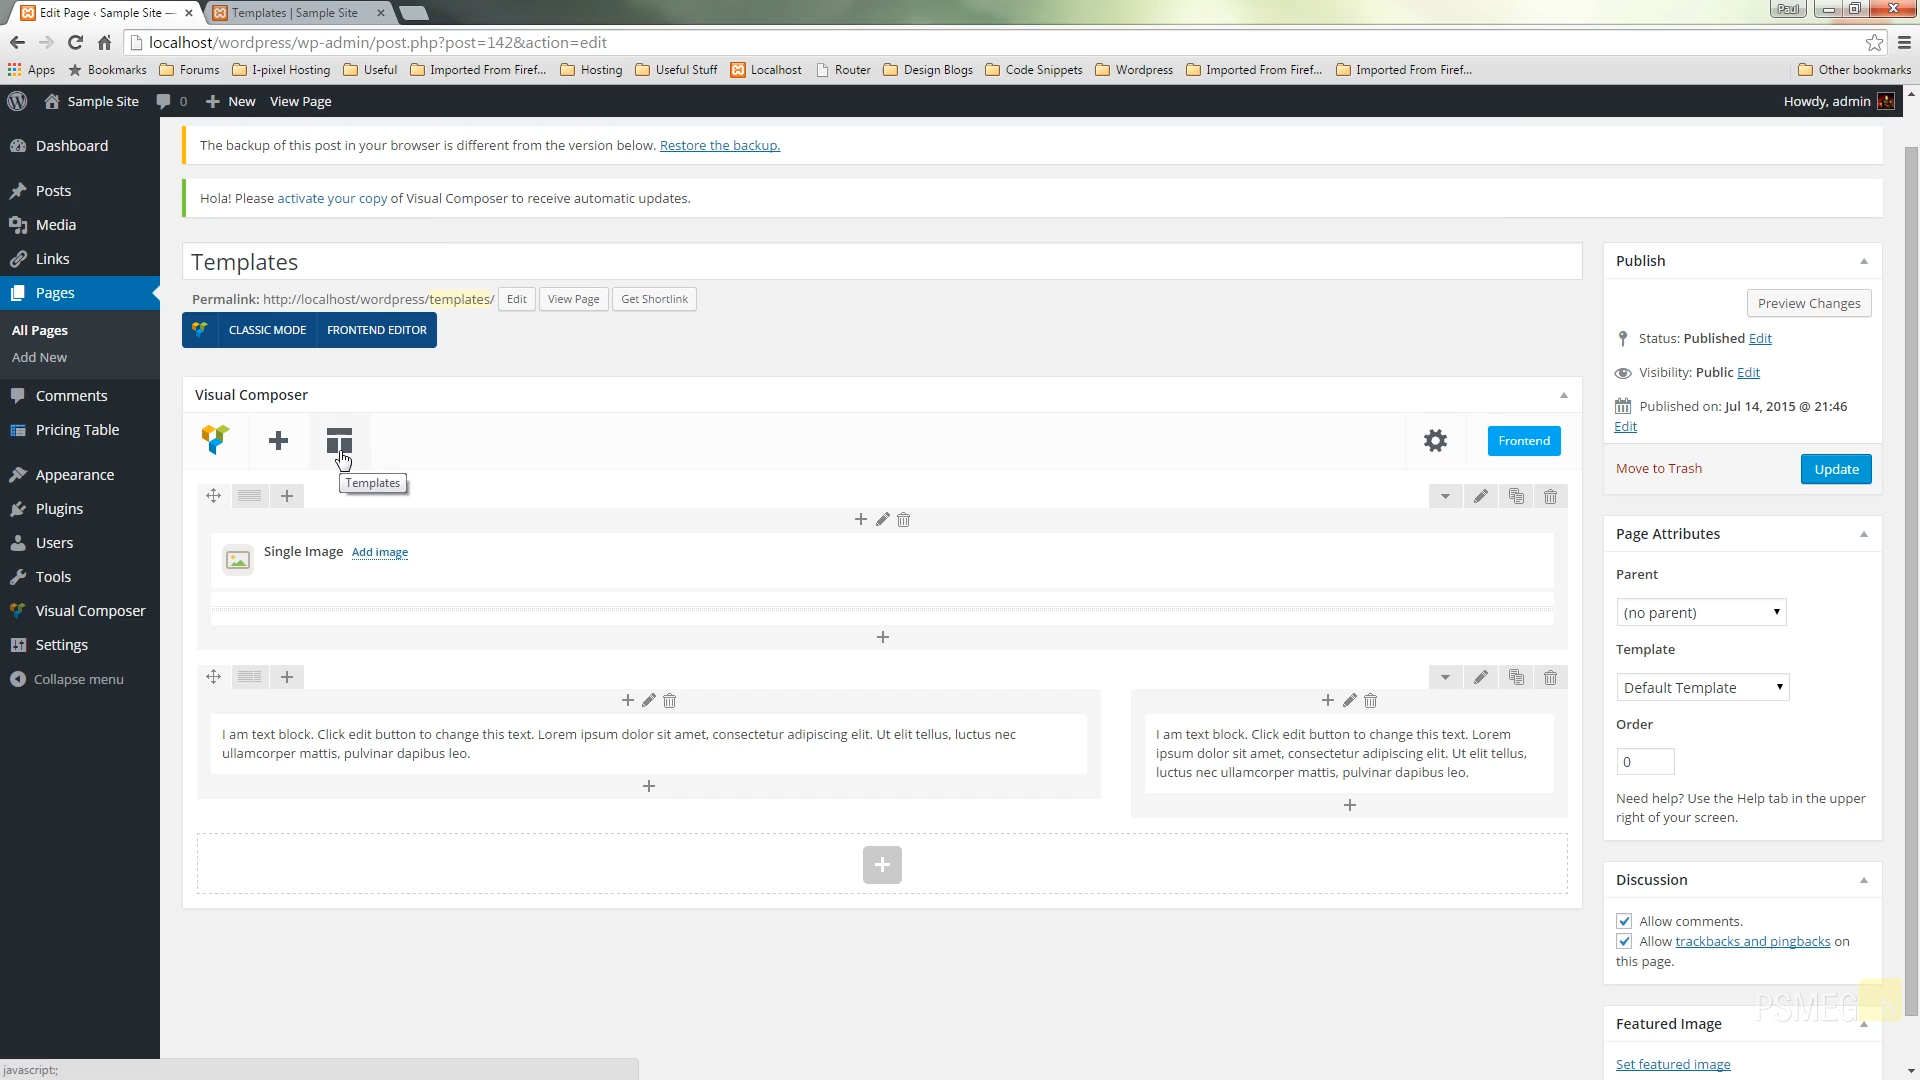 Edit Page ‹ Sample Site —
Templates | Sample Site
Paul
localhost/wordpress/wp-admin/post.php?post=142&action=edit
Apps
Bookmarks
Forums
I-pixel Hosting
Useful
Imported From Firef...
Hosting
Useful Stuff
Localhost
Router
Design Blogs
Code Snippets
Wordpress
Imported From Firef...
Imported From Firef...
Other bookmarks
Sample Site
0
New
View Page
Howdy, admin
Dashboard
Posts
Media
Links
Pages
All Pages
Add New
Comments
Pricing Table
Appearance
Plugins
Users
Tools
Visual Composer
Settings
Collapse menu
The backup of this post in your browser is different from the version below. Restore the backup.
Hola! Please activate your copy of Visual Composer to receive automatic updates.
Templates
Permalink: http://localhost/wordpress/templates/
Edit
View Page
Get Shortlink
CLASSIC MODE
FRONTEND EDITOR
Visual Composer
Frontend
Templates
Single Image Add image
I am text block. Click edit button to change this text. Lorem ipsum dolor sit amet, consectetur adipiscing elit. Ut elit tellus, luctus nec
ullamcorper mattis, pulvinar dapibus leo.
I am text block. Click edit button to change this text. Lorem
ipsum dolor sit amet, consectetur adipiscing elit. Ut elit tellus,
luctus nec ullamcorper mattis, pulvinar dapibus leo.
Publish
Preview Changes
Status: Published Edit
Visibility: Public Edit
Published on: Jul 14, 2015 @ 21:46
Edit
Move to Trash
Update
Page Attributes
Parent
(no parent)
Template
Default Template
Order
0
Need help? Use the Help tab in the upper
right of your screen.
Discussion
Allow comments.
Allow trackbacks and pingbacks on
this page.
PSMEG
Featured Image
Set featured image
javascript:;